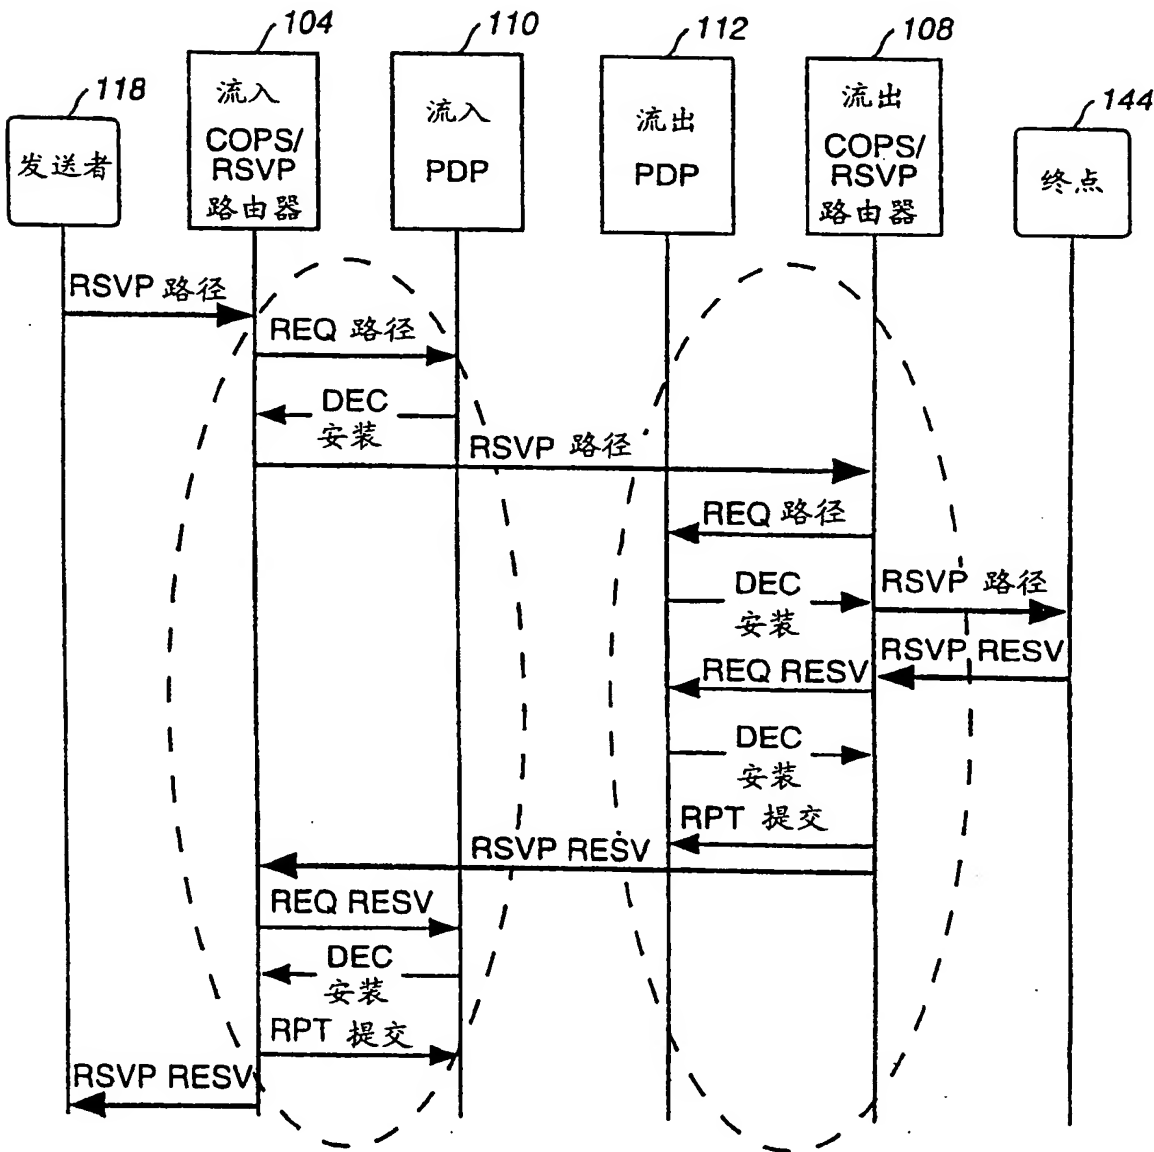 104
110
112
108
118
144
发送者
流入
COPS/
RSVP
路由器
流入
PDP
流出
PDP
流出
COPS/
RSVP
路由器
终点
RSVP 路径
REQ 路径
DEC
安装
RSVP 路径
REQ 路径
DEC
安装
RSVP 路径
RSVP RESV
REQ RESV
DEC
安装
RPT 提交
RSVP RESV
REQ RESV
DEC
安装
RPT 提交
RSVP RESV